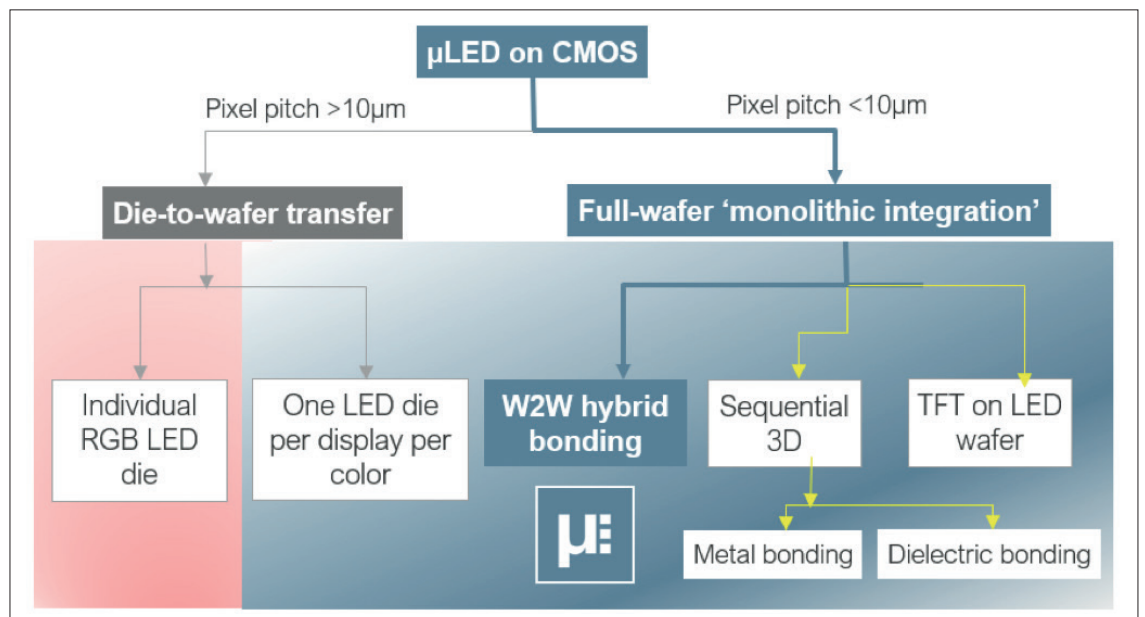 µLED on CMOS
Pixel pitch >10µm
Pixel pitch <10µm
Die-to-wafer transfer
Full-wafer ‘monolithic integration’
Individual
RGB LED
die
One LED die
per display per
color
W2W hybrid
bonding
Sequential
3D
TFT on LED
wafer
µ
Metal bonding
Dielectric bonding